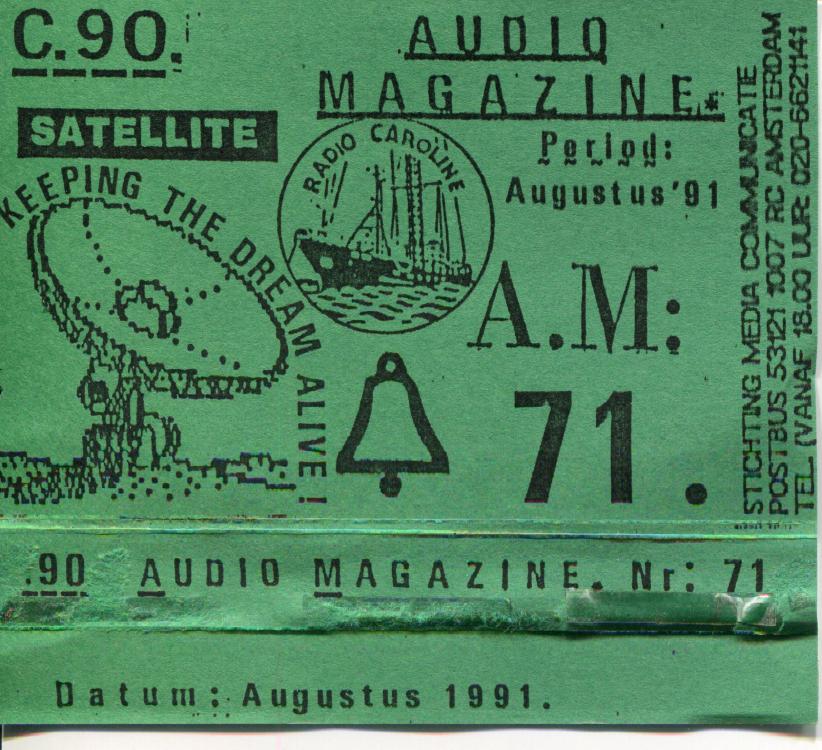 C.90.
AUDIO
MAGAZINE.
SATELLITE
Period:
Augustus'91
RADIO CAROLINE
KEEPING THE DREAM ALIVE!
A.M:
71.
STICHTING MEDIA COMMUNICATIE
POSTBUS 53121 1007 RC AMSTERDAM
TEL. (VANAF 18.00 UUR: 020-6621141
.90 AUDIO MAGAZINE. Nr: 71
Datum: Augustus 1991.